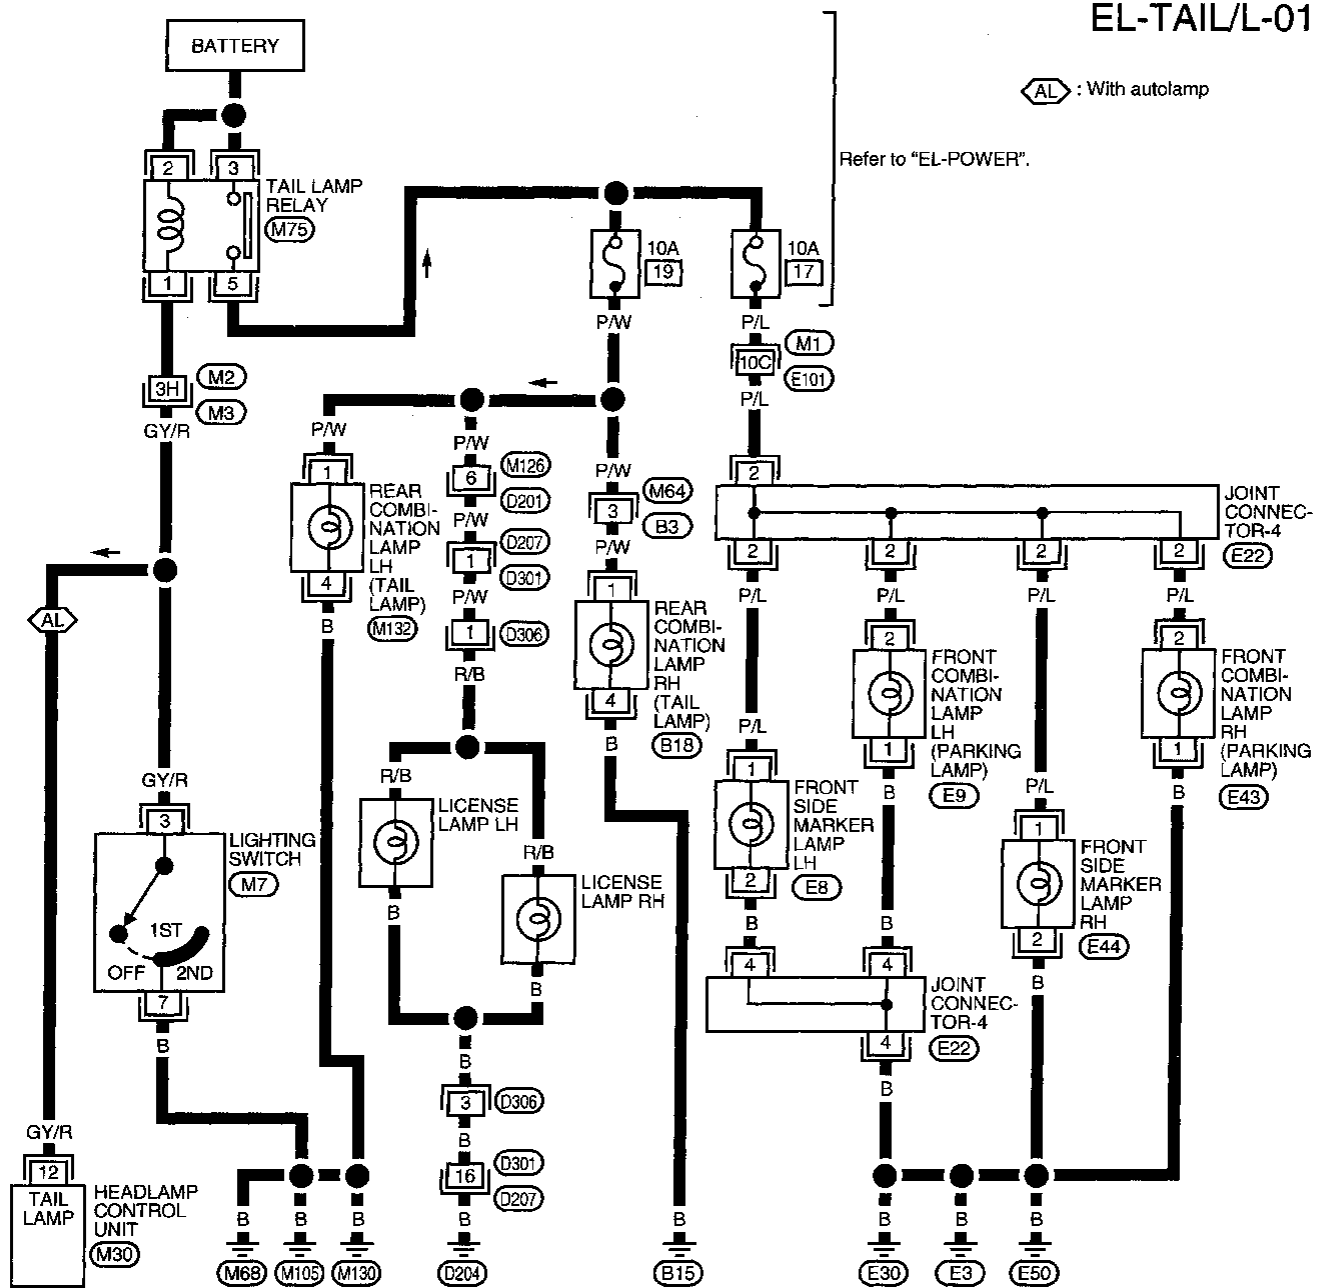 EL-TAIL/L-01
BATTERY
AL : With autolamp
Refer to "EL-POWER".
2
3
TAIL LAMP
RELAY
M75
1
5
10A
19
10A
17
P/W
P/L
M1
10C
E101
P/L
3H
M2
M3
GY/R
P/W
P/W
P/W
1
6
M126
D201
P/W
3
M64
B3
P/W
2
JOINT
CONNEC-
TOR-4
E22
2
2
2
2
REAR
COMBI-
NATION
LAMP
LH
(TAIL
LAMP)
M132
4
B
D207
1
D301
P/W
1
D306
R/B
1
REAR
COMBI-
NATION
LAMP
RH
(TAIL
LAMP)
B18
4
B
P/L
P/L
P/L
P/L
AL
2
FRONT
COMBI-
NATION
LAMP
LH
(PARKING
LAMP)
E9
1
B
2
FRONT
COMBI-
NATION
LAMP
RH
(PARKING
LAMP)
E43
1
B
P/L
1
FRONT
SIDE
MARKER
LAMP
LH
E8
2
B
P/L
1
FRONT
SIDE
MARKER
LAMP
RH
E44
2
B
GY/R
3
LIGHTING
SWITCH
M7
1ST
OFF
2ND
7
B
R/B
LICENSE
LAMP LH
B
R/B
LICENSE
LAMP RH
B
4
4
JOINT
CONNEC-
TOR-4
E22
4
B
B
3
D306
B
16
D301
D207
GY/R
12
TAIL
LAMP
HEADLAMP
CONTROL
UNIT
M30
B
B
B
B
B
B
B
B
M68
M105
M130
D204
B15
E30
E3
E50